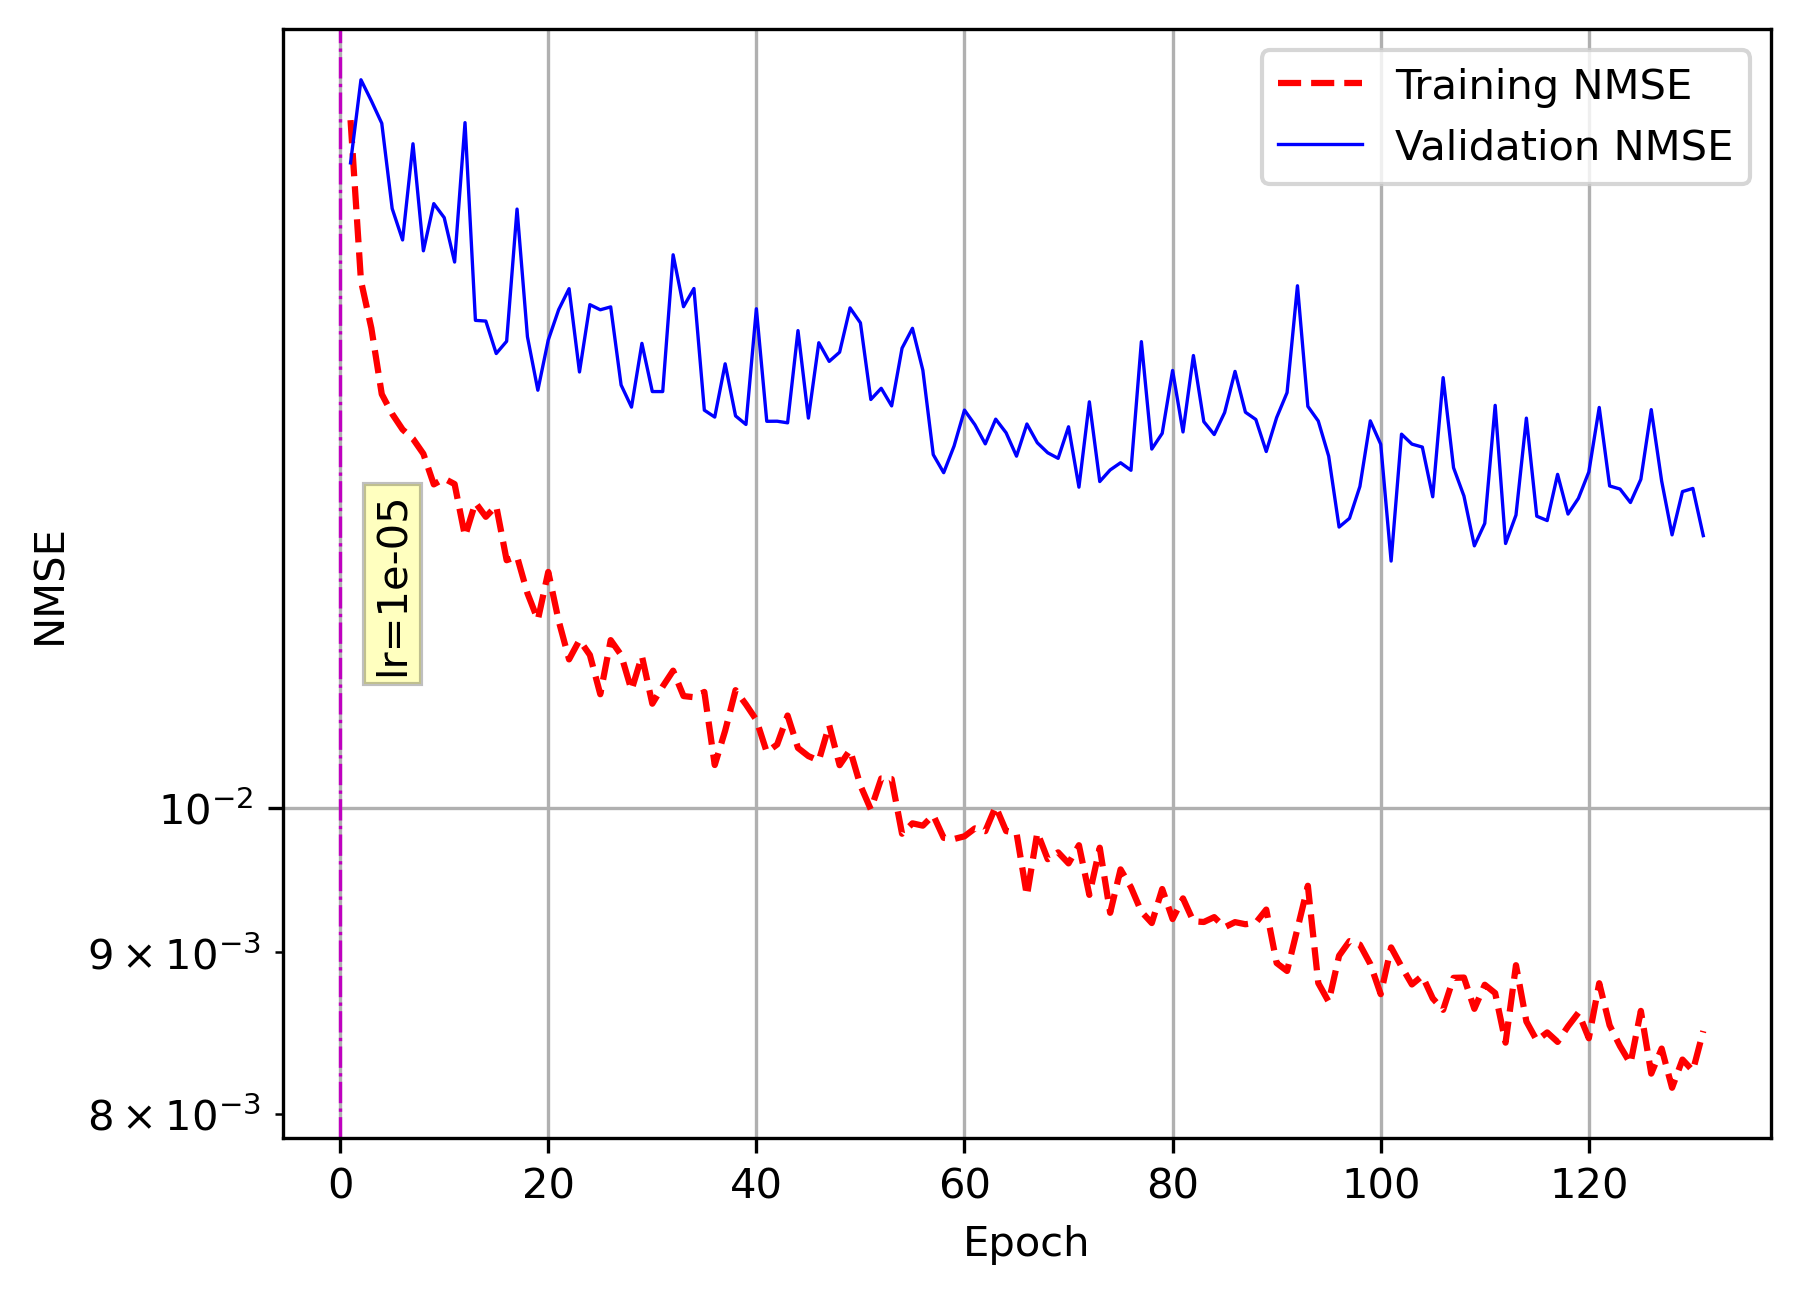 Training NMSE
Validation NMSE
lr=1e-05
NMSE
10⁻²
9×10⁻³
8×10⁻³
0 20 40 60 80 100 120
Epoch